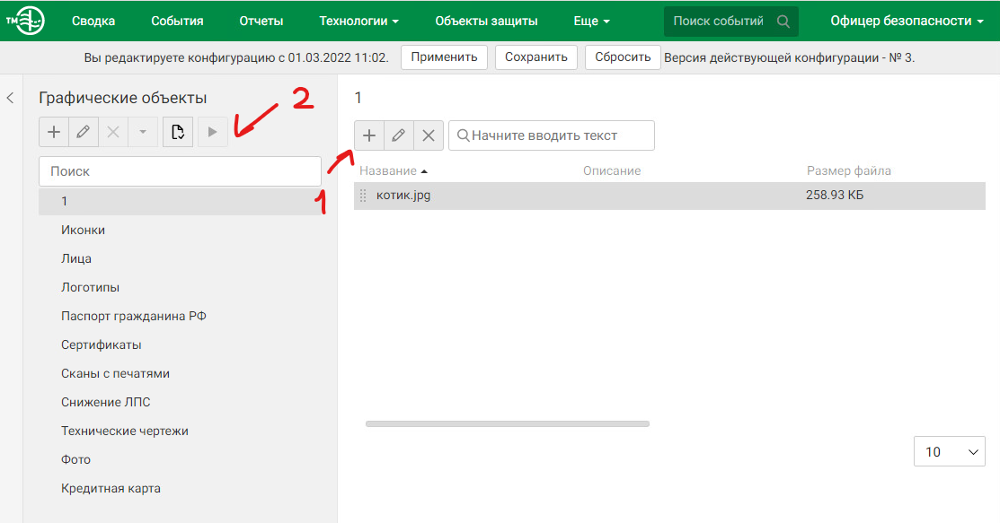 TM Сводка События Отчеты Технологии Объекты защиты Еще Поиск событий Офицер безопасности
Вы редактируете конфигурацию с 01.03.2022 11:02. Применить Сохранить Сбросить Версия действующей конфигурации - № 3.
Графические объекты
2
1
Начните вводить текст
Поиск
1
Название Описание Размер файла
1
котик.jpg 258.93 КБ
Иконки
Лица
Логотипы
Паспорт гражданина РФ
Сертификаты
Сканы с печатями
Снижение ЛПС
Технические чертежи
Фото
Кредитная карта
10